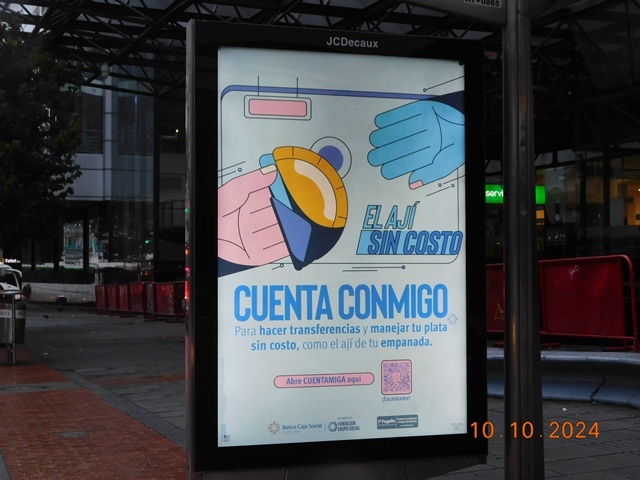 JCDecaux
servi
EL AJÍ
SIN COSTO
CUENTA CONMIGO
Para hacer transferencias y manejar tu plata
sin costo, como el ají de tu empanada.
Abre CUENTAMIGA aquí
¡Escanéame!
Banco Caja Social
FUNDACIÓN
GRUPO SOCIAL
10.10.2024